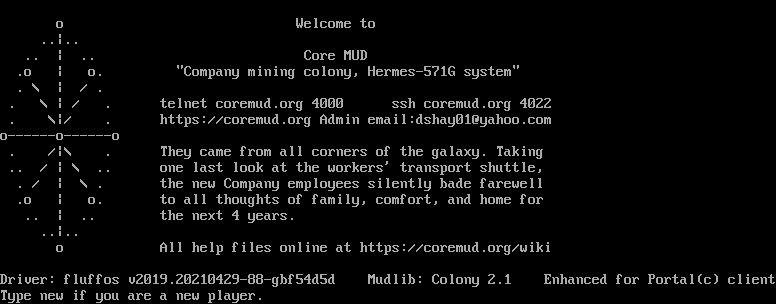 Welcome to
Core MUD
"Company mining colony, Hermes-571G system"
telnet coremud.org 4000 ssh coremud.org 4022
https://coremud.org Admin email:dshay01@yahoo.com
They came from all corners of the galaxy. Taking
one last look at the workers' transport shuttle,
the new Company employees silently bade farewell
to all thoughts of family, comfort, and home for
the next 4 years.
All help files online at https://coremud.org/wiki
Driver: fluffos v2019.20210429-88-gbf54d5d Mudlib: Colony 2.1 Enhanced for Portal(c) client
Type new if you are a new player.